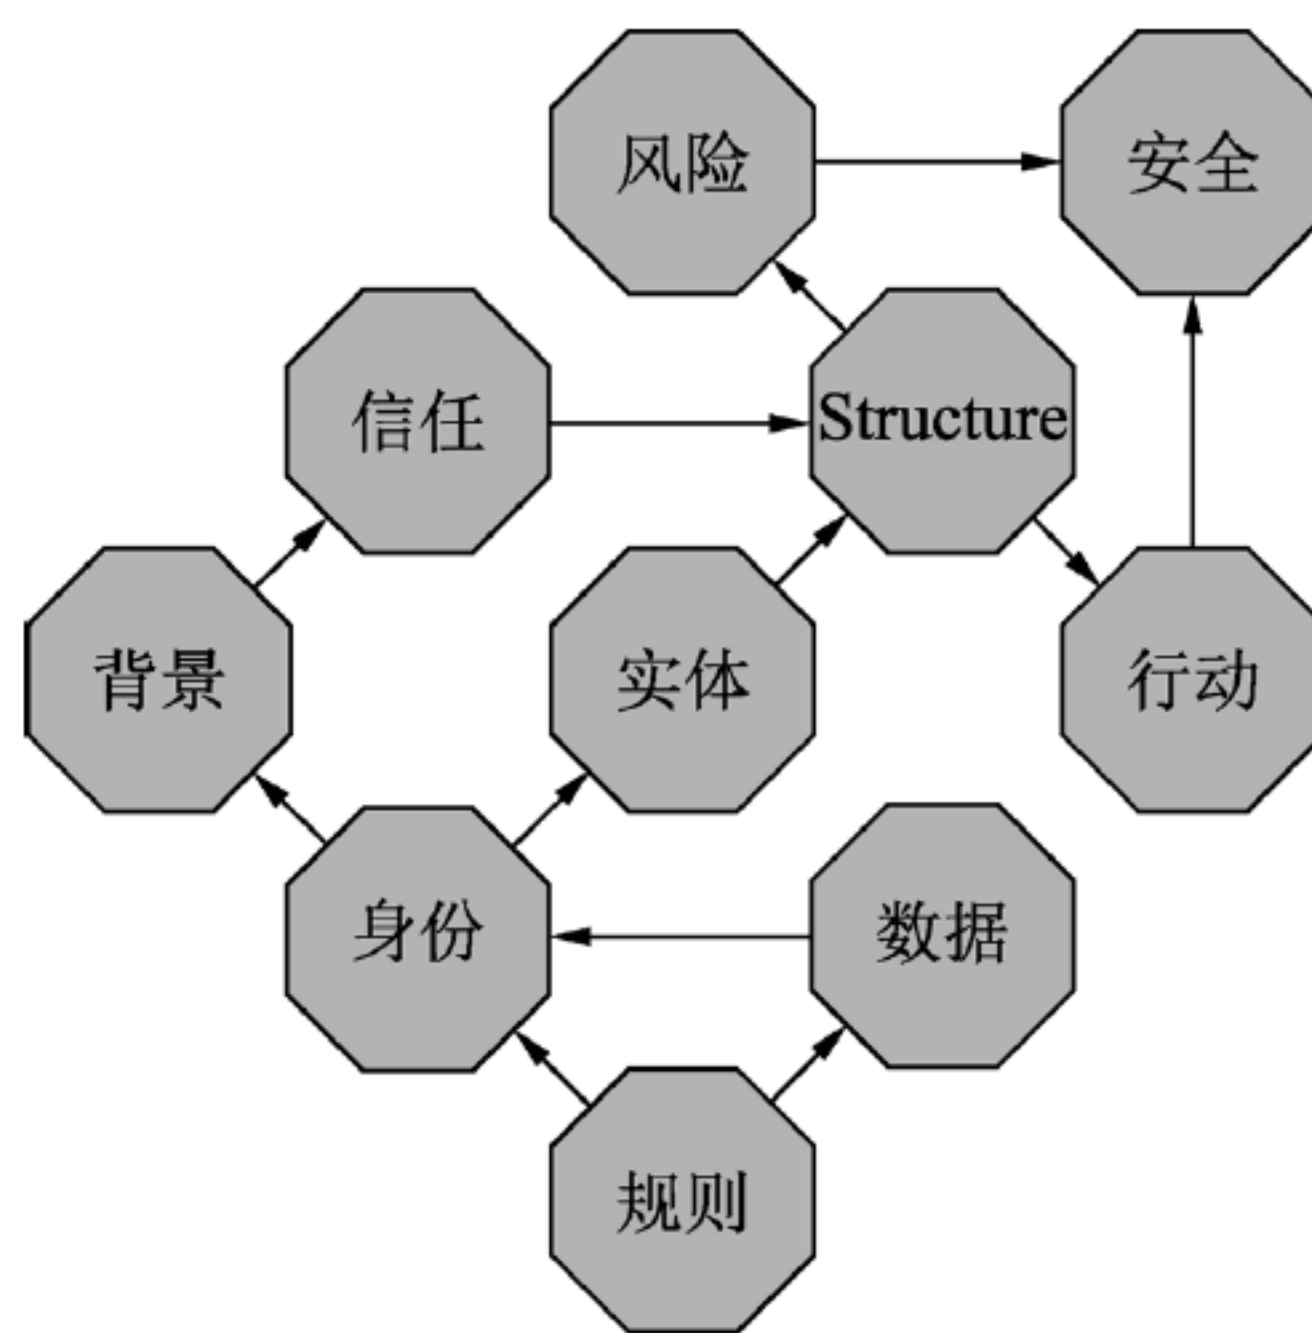 风险
安全
信任
Structure
背景
实体
行动
身份
数据
规则